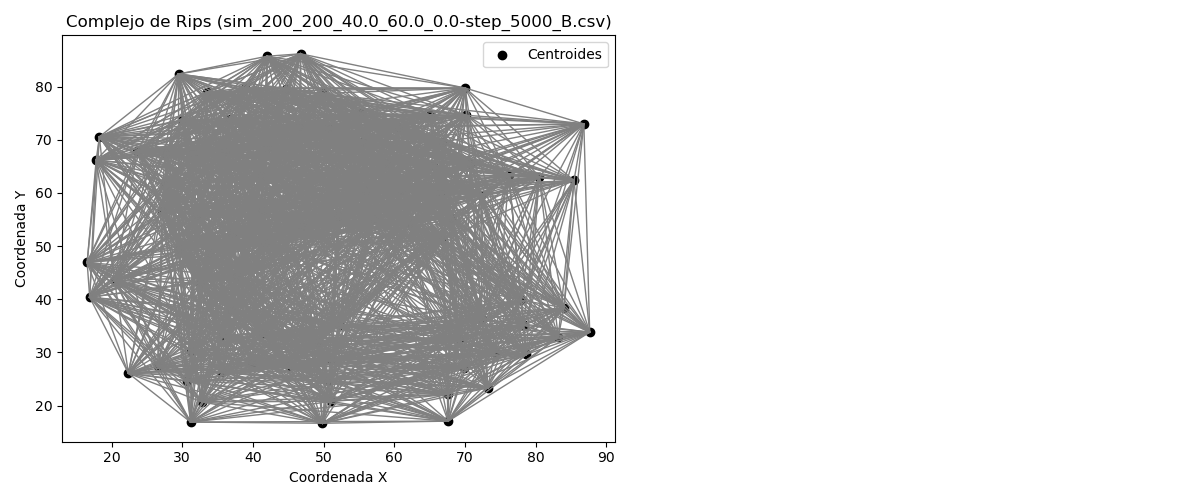 Complejo de Rips (sim_200_200_40.0_60.0_0.0-step_5000_B.csv)
Centroides
80
70
60
50
40
30
20
Coordenada Y
20 30 40 50 60 70 80 90
Coordenada X